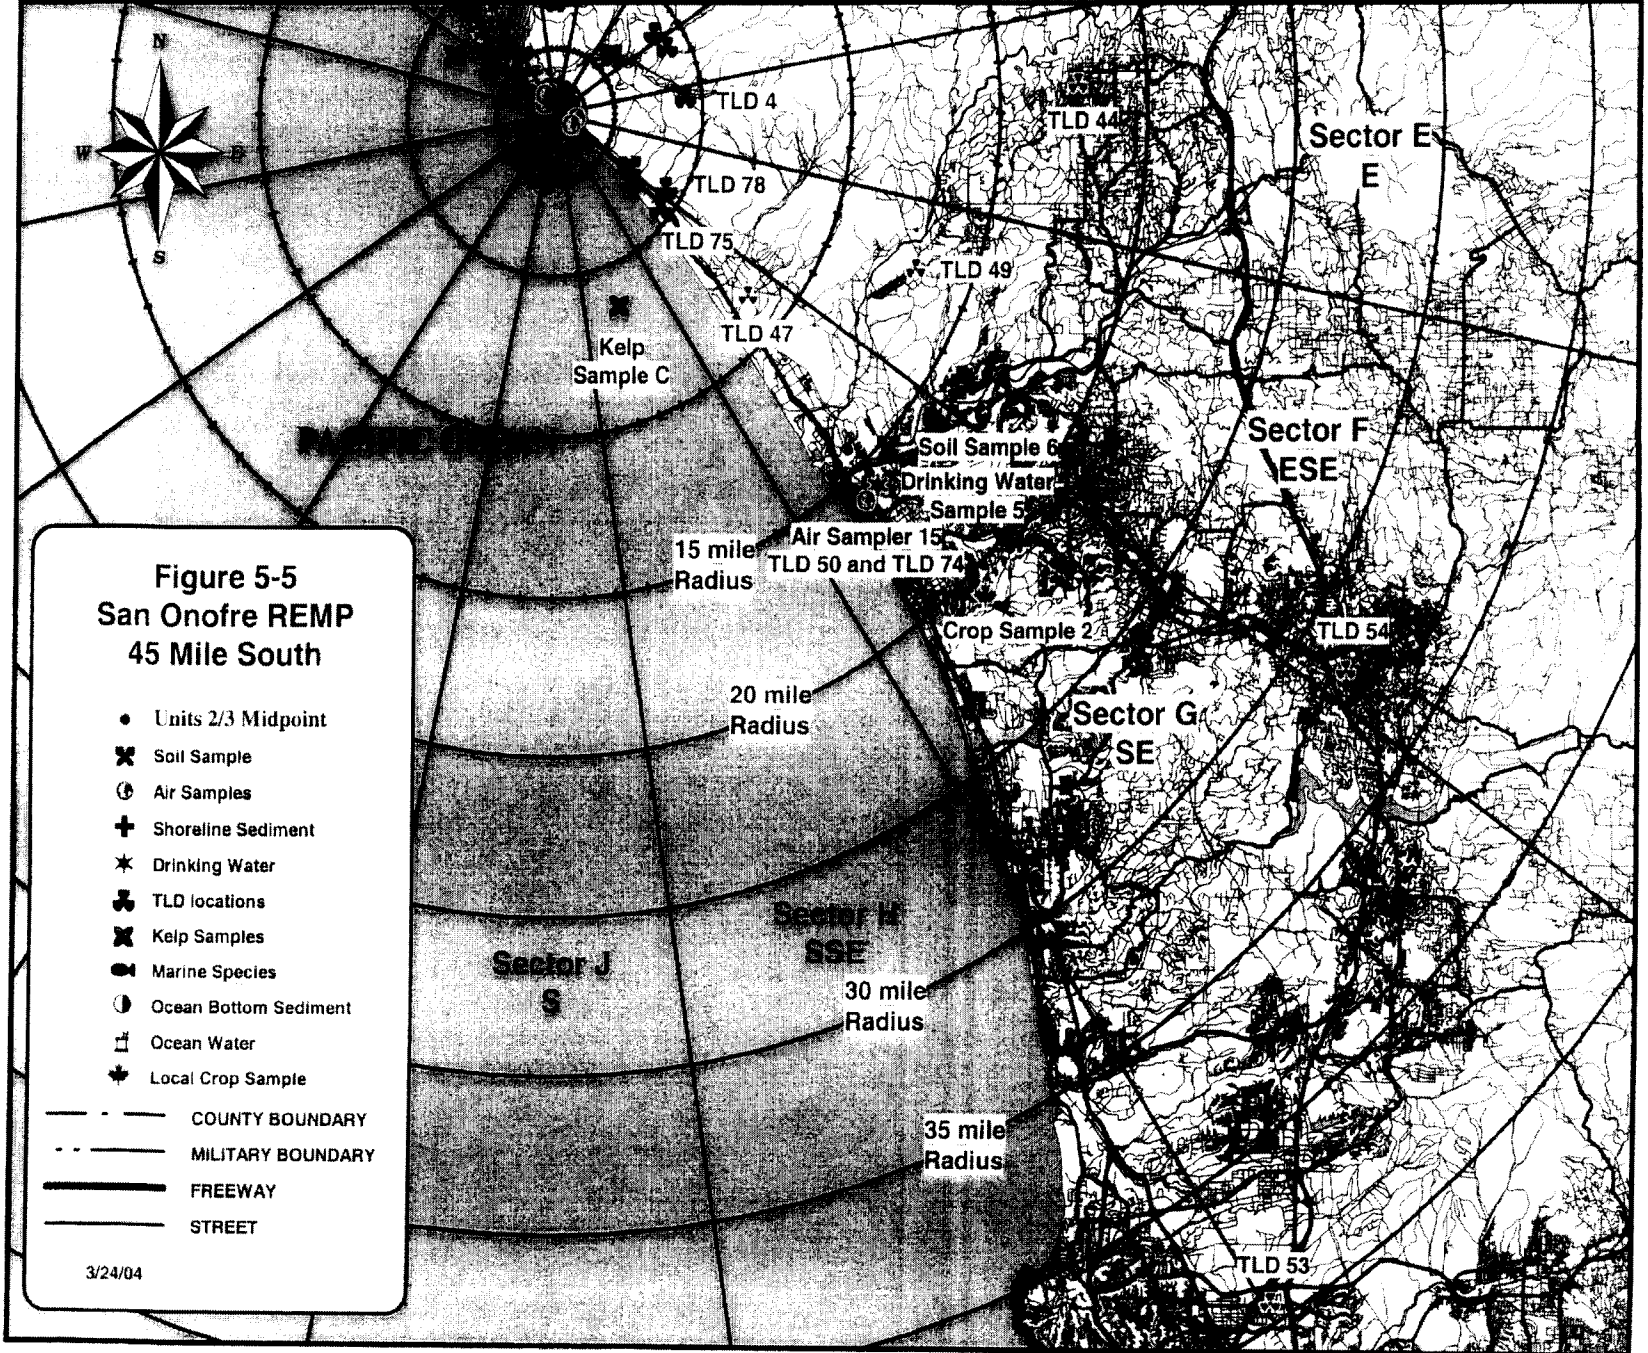 N
W
E
S
TLD 4
TLD 44
Sector E
E
TLD 78
TLD 75
TLD 49
TLD 47
Kelp
Sample C
PACIFIC OCEAN
Soil Sample 6
Drinking Water
Sample 5
Air Sampler 15
TLD 50 and TLD 74
Crop Sample 2
Sector F
ESE
TLD 54
Sector G
SE
15 mile
Radius
20 mile
Radius
Sector H
SSE
Sector J
S
30 mile
Radius
35 mile
Radius
TLD 53
Figure 5-5
San Onofre REMP
45 Mile South
Units 2/3 Midpoint
Soil Sample
Air Samples
Shoreline Sediment
Drinking Water
TLD locations
Kelp Samples
Marine Species
Ocean Bottom Sediment
Ocean Water
Local Crop Sample
COUNTY BOUNDARY
MILITARY BOUNDARY
FREEWAY
STREET
3/24/04